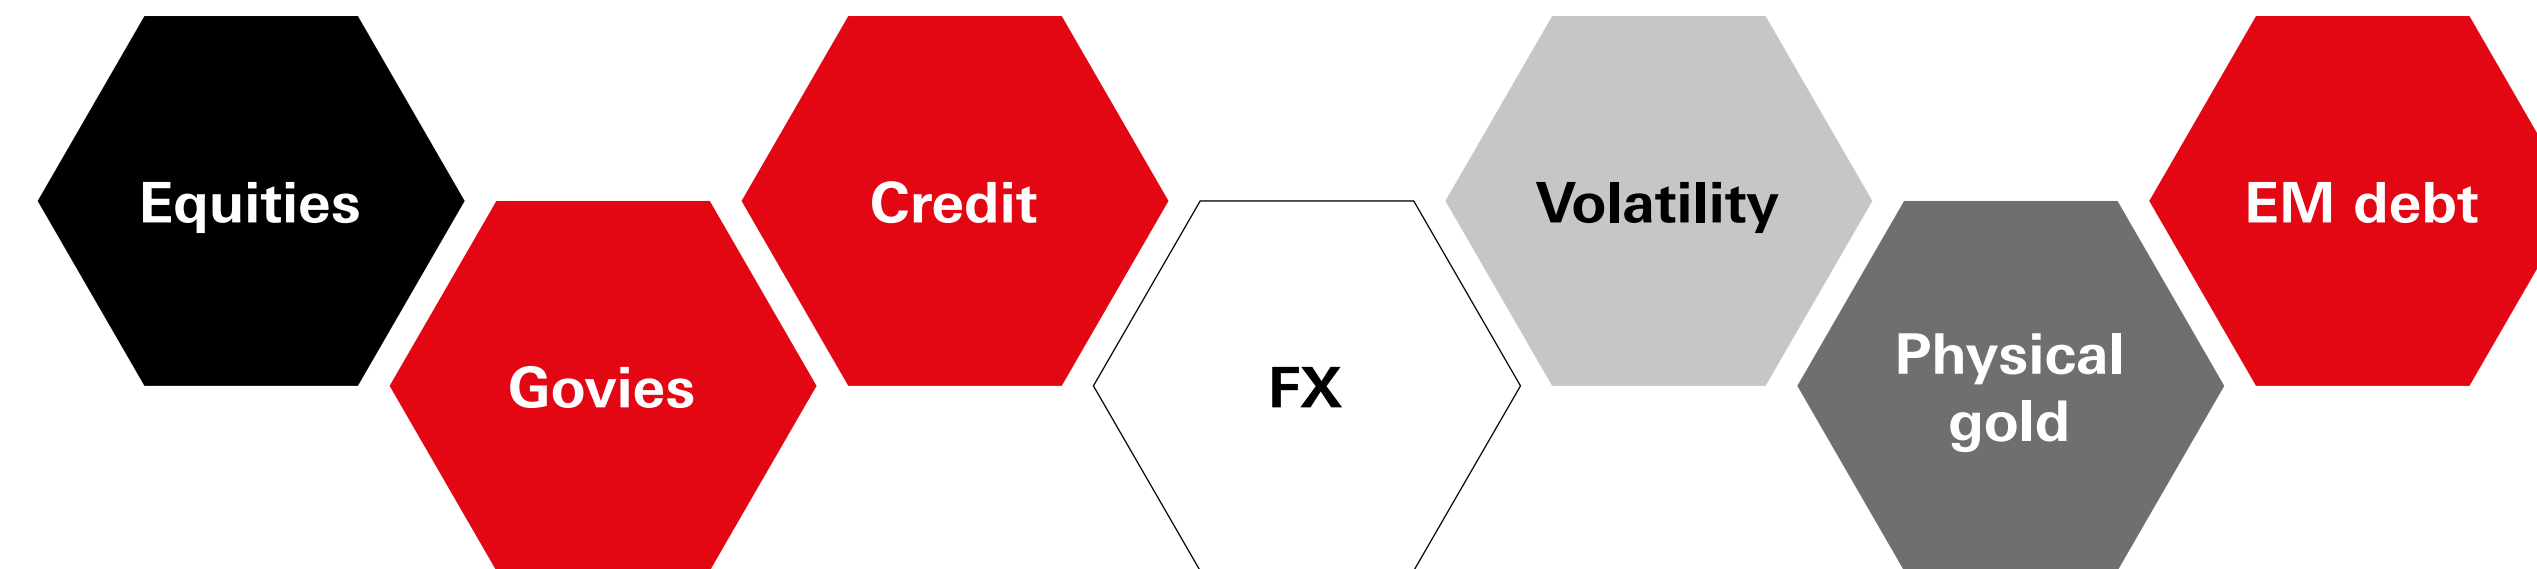 Equities
Govies
Credit
FX
Volatility
Physical
gold
EM debt